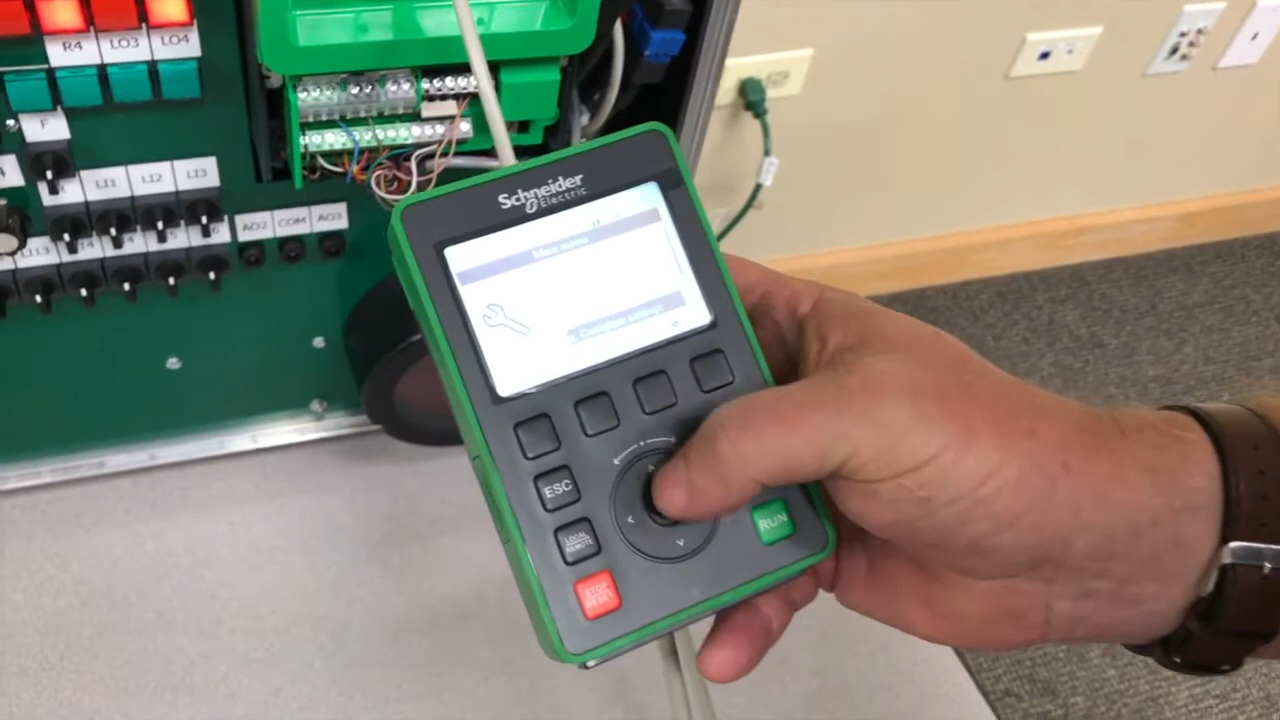 R4 LO3 LO4
F
LI1 LI2 LI3
AO2 COM AO3
LI13
Schneider
Electric
Main menu
Complete settings
ESC
LOCAL
REMOTE
STOP
RESET
RUN